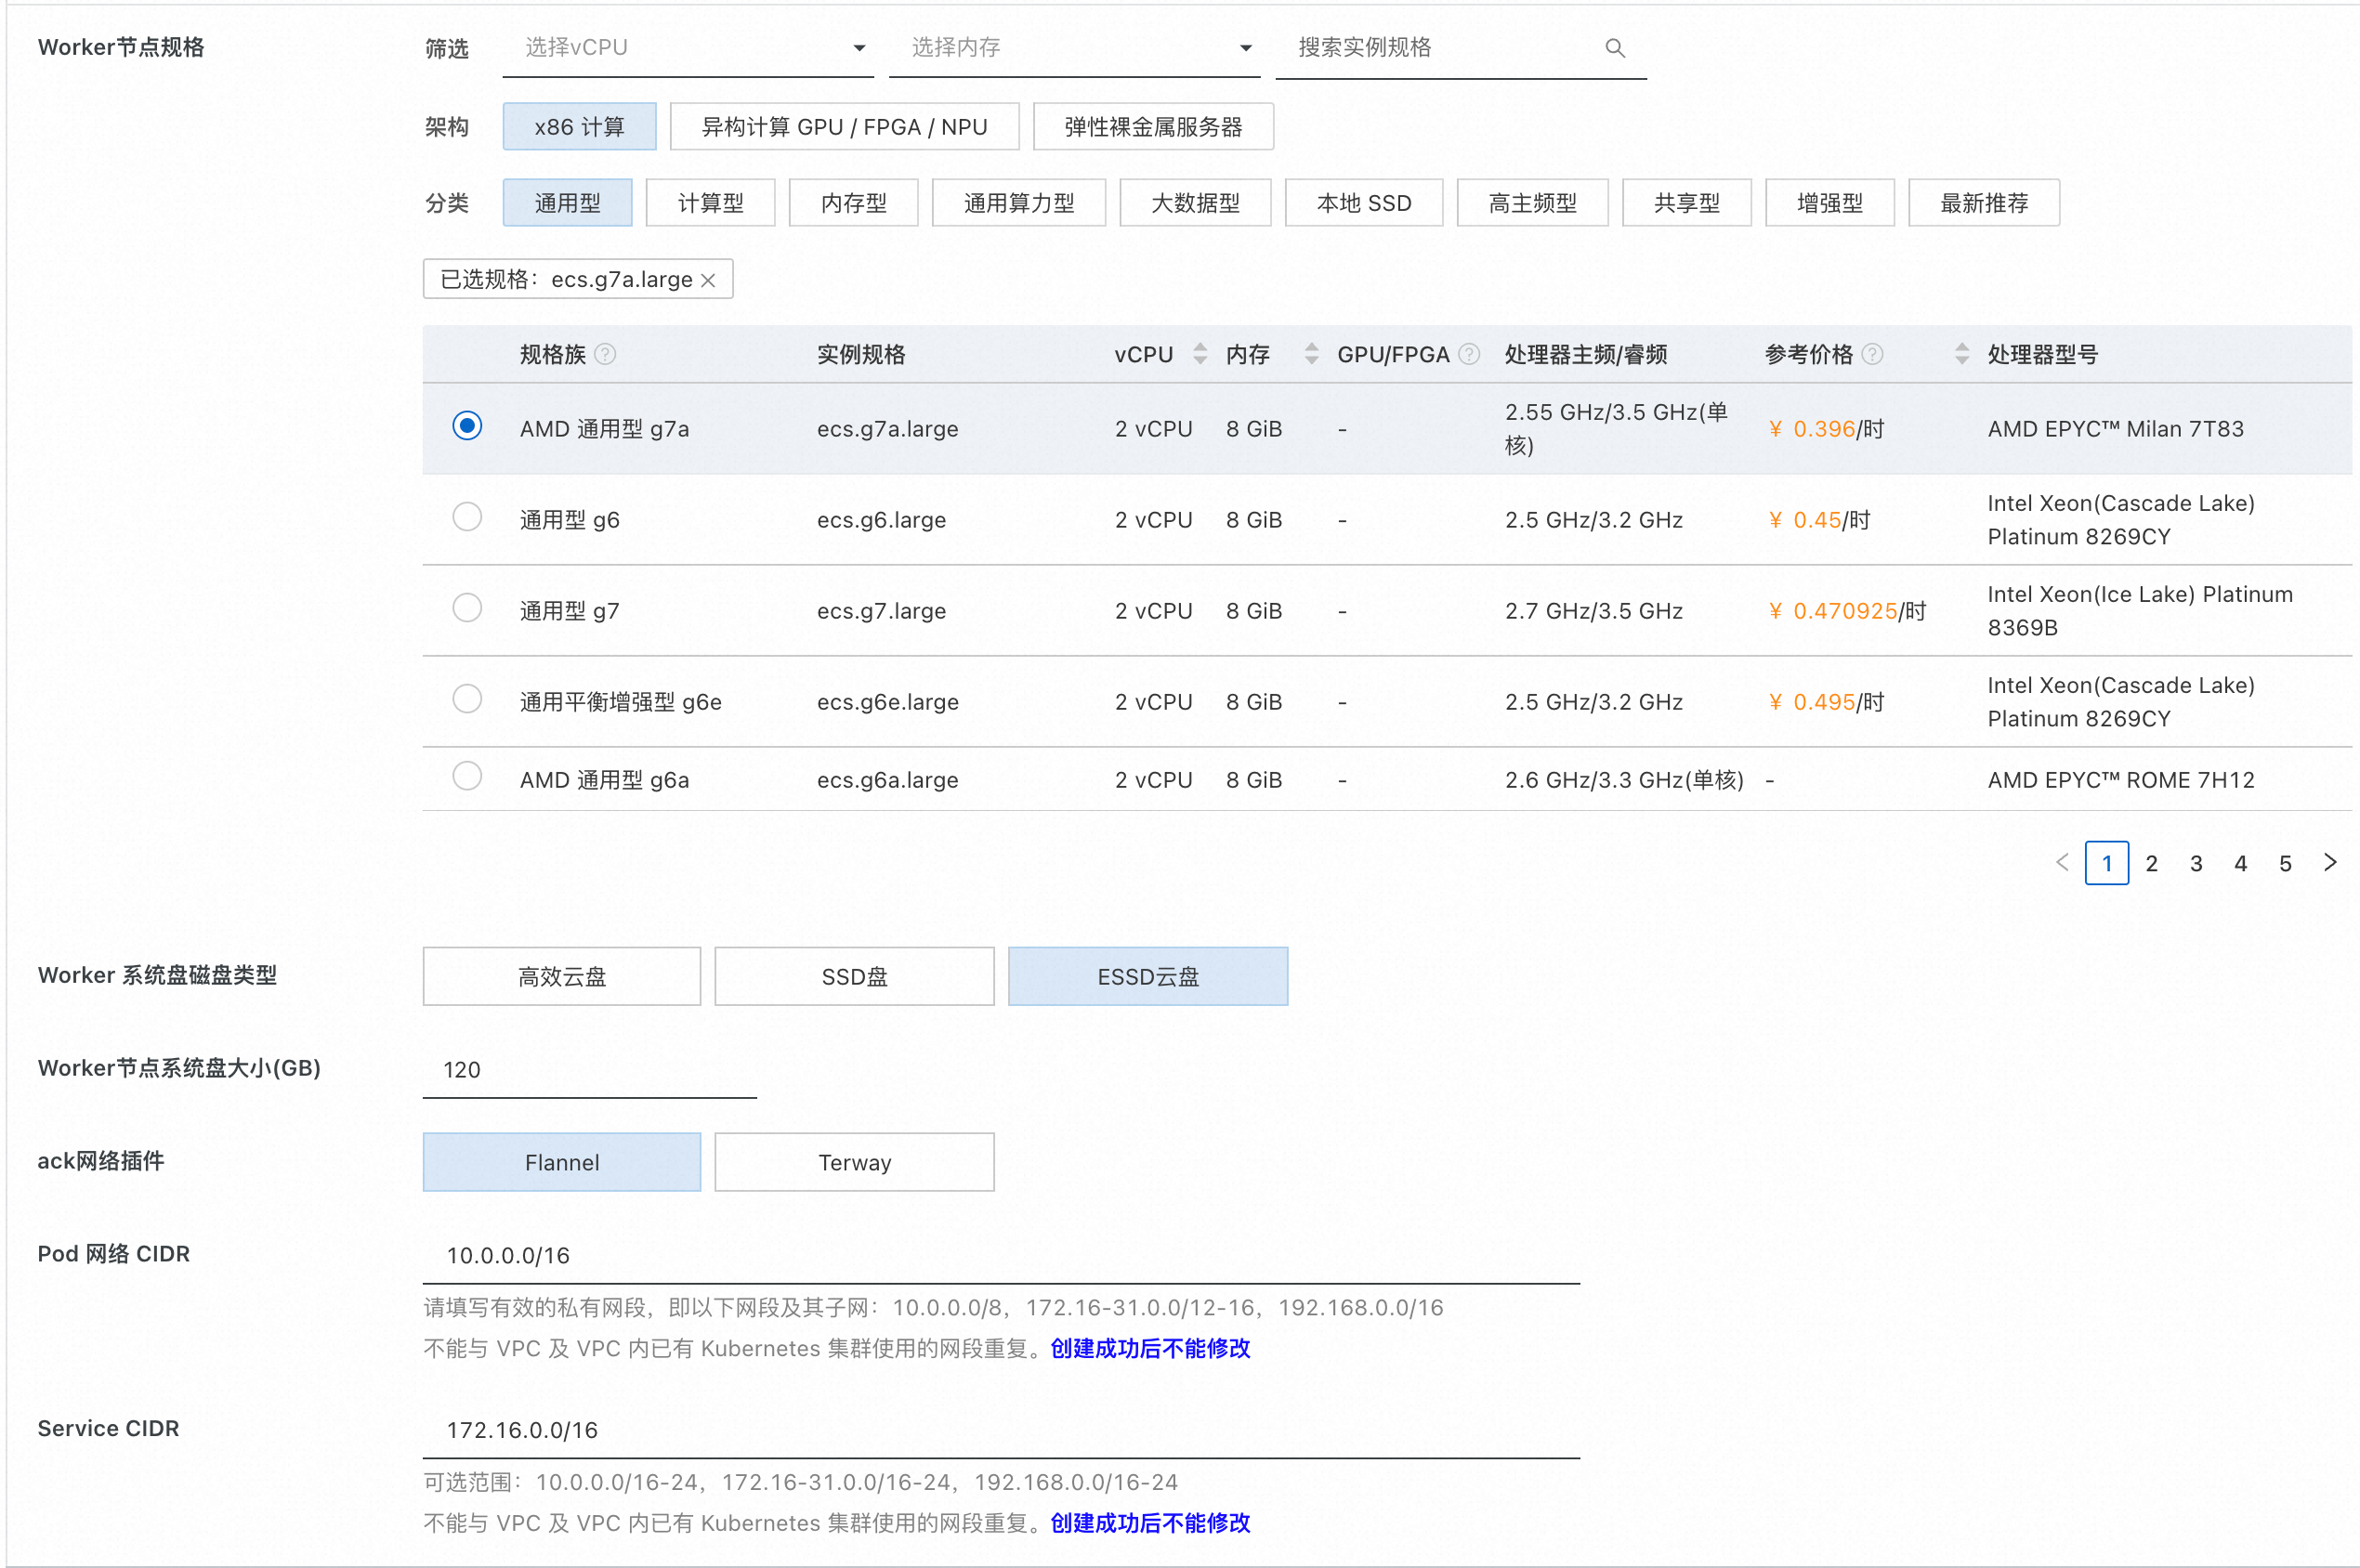 Worker节点规格
筛选 选择vCPU 选择内存 搜索实例规格
架构 x86 计算 异构计算 GPU / FPGA / NPU 弹性裸金属服务器
分类 通用型 计算型 内存型 通用算力型 大数据型 本地 SSD 高主频型 共享型 增强型 最新推荐
已选规格：ecs.g7a.large
规格族 实例规格 vCPU 内存 GPU/FPGA 处理器主频/睿频 参考价格 处理器型号
AMD 通用型 g7a ecs.g7a.large 2 vCPU 8 GiB - 2.55 GHz/3.5 GHz(单
核) ¥ 0.396/时 AMD EPYC™ Milan 7T83
通用型 g6 ecs.g6.large 2 vCPU 8 GiB - 2.5 GHz/3.2 GHz ¥ 0.45/时 Intel Xeon(Cascade Lake)
Platinum 8269CY
通用型 g7 ecs.g7.large 2 vCPU 8 GiB - 2.7 GHz/3.5 GHz ¥ 0.470925/时 Intel Xeon(Ice Lake) Platinum
8369B
通用平衡增强型 g6e ecs.g6e.large 2 vCPU 8 GiB - 2.5 GHz/3.2 GHz ¥ 0.495/时 Intel Xeon(Cascade Lake)
Platinum 8269CY
AMD 通用型 g6a ecs.g6a.large 2 vCPU 8 GiB - 2.6 GHz/3.3 GHz(单核) - AMD EPYC™ ROME 7H12
1 2 3 4 5
Worker 系统盘磁盘类型 高效云盘 SSD盘 ESSD云盘
Worker节点系统盘大小(GB) 120
ack网络插件 Flannel Terway
Pod 网络 CIDR 10.0.0.0/16
请填写有效的私有网段，即以下网段及其子网：10.0.0.0/8，172.16-31.0.0/12-16，192.168.0.0/16
不能与 VPC 及 VPC 内已有 Kubernetes 集群使用的网段重复。创建成功后不能修改
Service CIDR 172.16.0.0/16
可选范围：10.0.0.0/16-24，172.16-31.0.0/16-24，192.168.0.0/16-24
不能与 VPC 及 VPC 内已有 Kubernetes 集群使用的网段重复。创建成功后不能修改